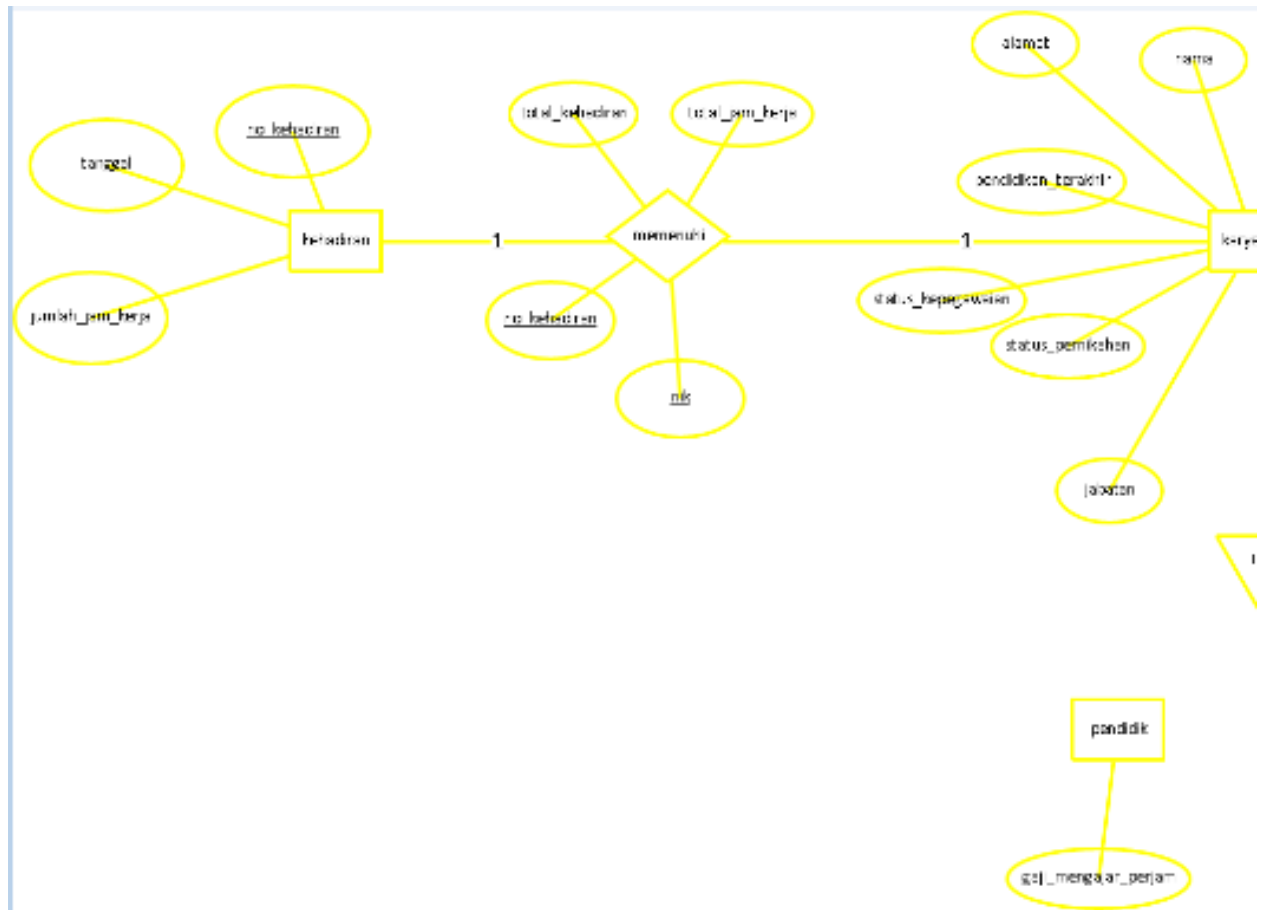 alamat
nama
no_kehadiran
total_kehadiran
total_jam_kerja
tanggal
pendidikan_terakhir
kehadiran
1
memenuhi
1
status_kepegawaian
jumlah_jam_kerja
no_kehadiran
status_pernikahan
nik
jabatan
pendidik
gaji_mengajar_perjam